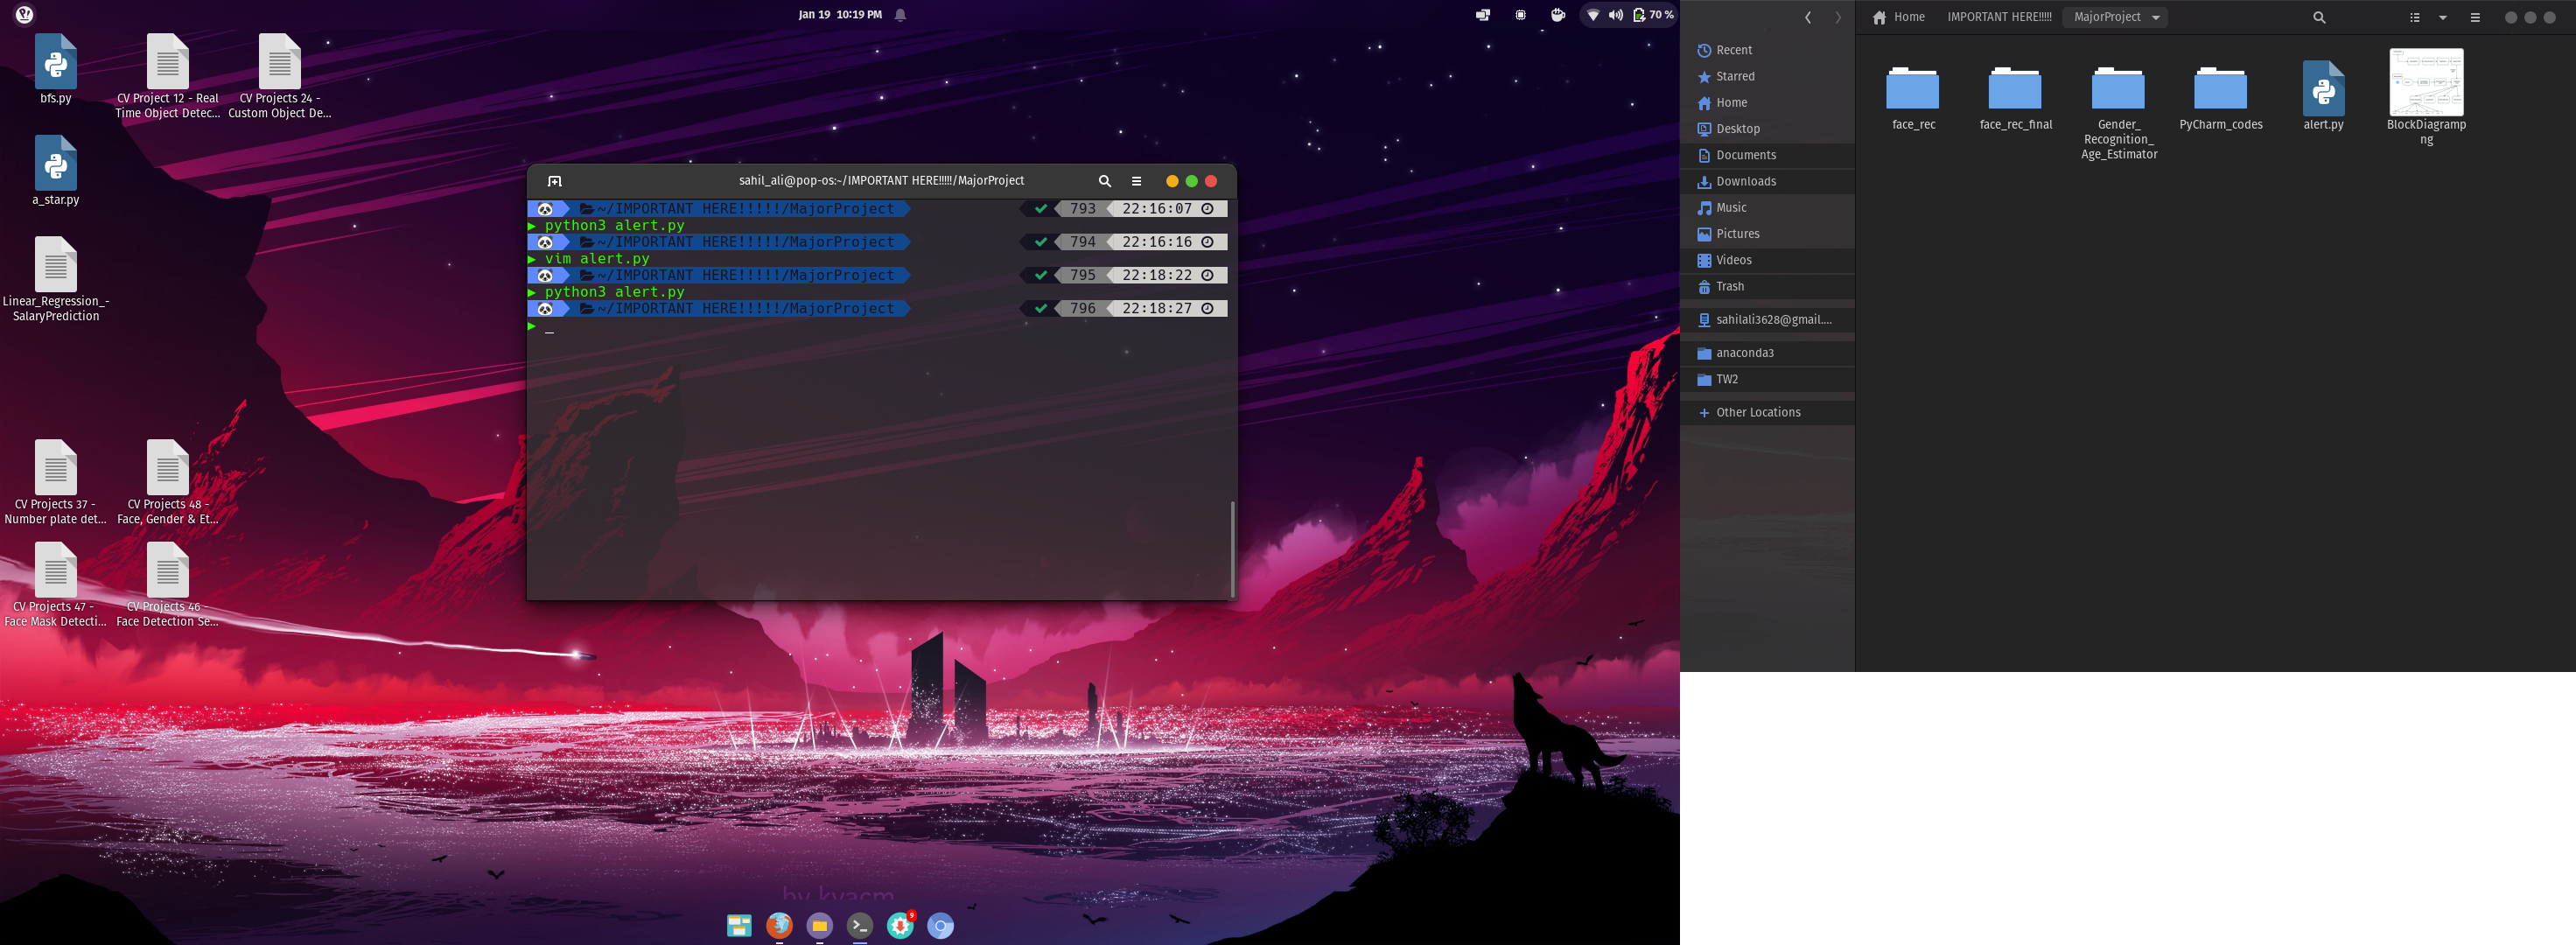 Jan 19 10:19 PM
70 %
bfs.py
CV Project 12 - Real
Time Object Detec...
CV Projects 24 -
Custom Object De...
a_star.py
Linear_Regression_-
SalaryPrediction
CV Projects 37 -
Number plate det...
CV Projects 48 -
Face, Gender & Et...
CV Projects 47 -
Face Mask Detecti...
CV Projects 46 -
Face Detection Se...
sahil_ali@pop-os:~/IMPORTANT HERE!!!!!/MajorProject
~/IMPORTANT HERE!!!!!/MajorProject 793 22:16:07
python3 alert.py
~/IMPORTANT HERE!!!!!/MajorProject 794 22:16:16
vim alert.py
~/IMPORTANT HERE!!!!!/MajorProject 795 22:18:22
python3 alert.py
~/IMPORTANT HERE!!!!!/MajorProject 796 22:18:27
_
by kvacm
9
Home IMPORTANT HERE!!!!! MajorProject
Recent
Starred
Home
Desktop
Documents
Downloads
Music
Pictures
Videos
Trash
sahilali3628@gmail....
anaconda3
TW2
Other Locations
face_rec
face_rec_final
Gender_
Recognition_
Age_Estimator
PyCharm_codes
alert.py
BlockDiagramp
ng